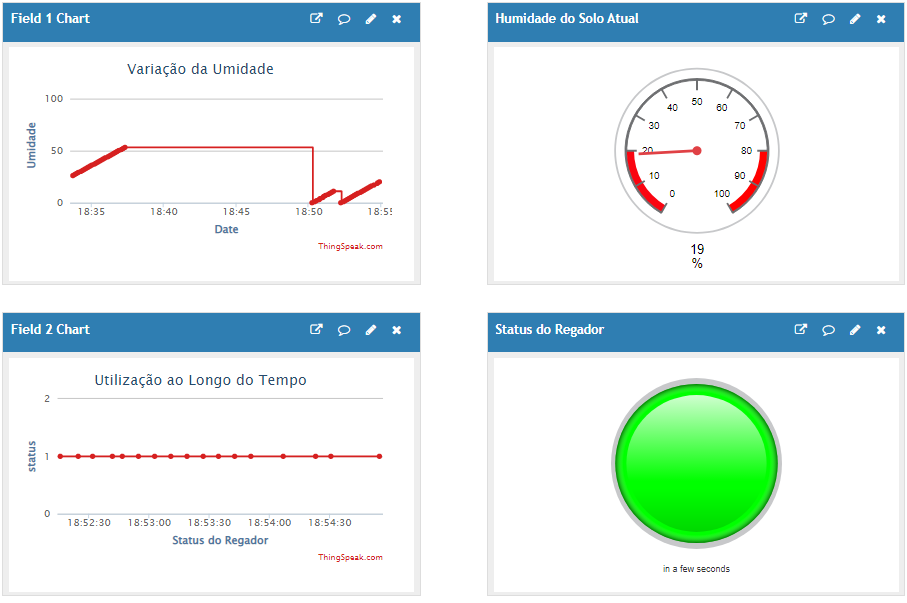 Field 1 Chart
Variação da Umidade
Umidade
100
50
0
18:35 18:40 18:45 18:50 18:55
Date
ThingSpeak.com
Humidade do Solo Atual
0 10 20 30 40 50 60 70 80 90 100
19
%
Field 2 Chart
Utilização ao Longo do Tempo
status
2
1
0
18:52:30 18:53:00 18:53:30 18:54:00 18:54:30
Status do Regador
ThingSpeak.com
Status do Regador
in a few seconds